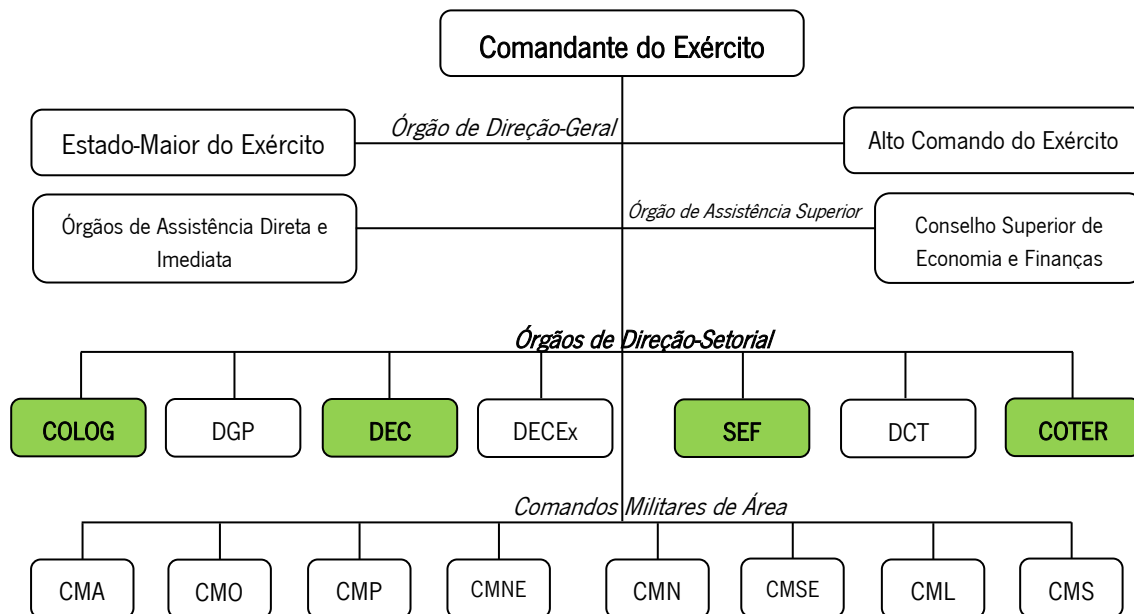 Comandante do Exército
Órgão de Direção-Geral
Estado-Maior do Exército
Alto Comando do Exército
Órgãos de Assistência Direta e
Imediata
Órgão de Assistência Superior
Conselho Superior de
Economia e Finanças
Órgãos de Direção-Setorial
COLOG
DGP
DEC
DECEx
SEF
DCT
COTER
Comandos Militares de Área
CMA
CMO
CMP
CMNE
CMN
CMSE
CML
CMS